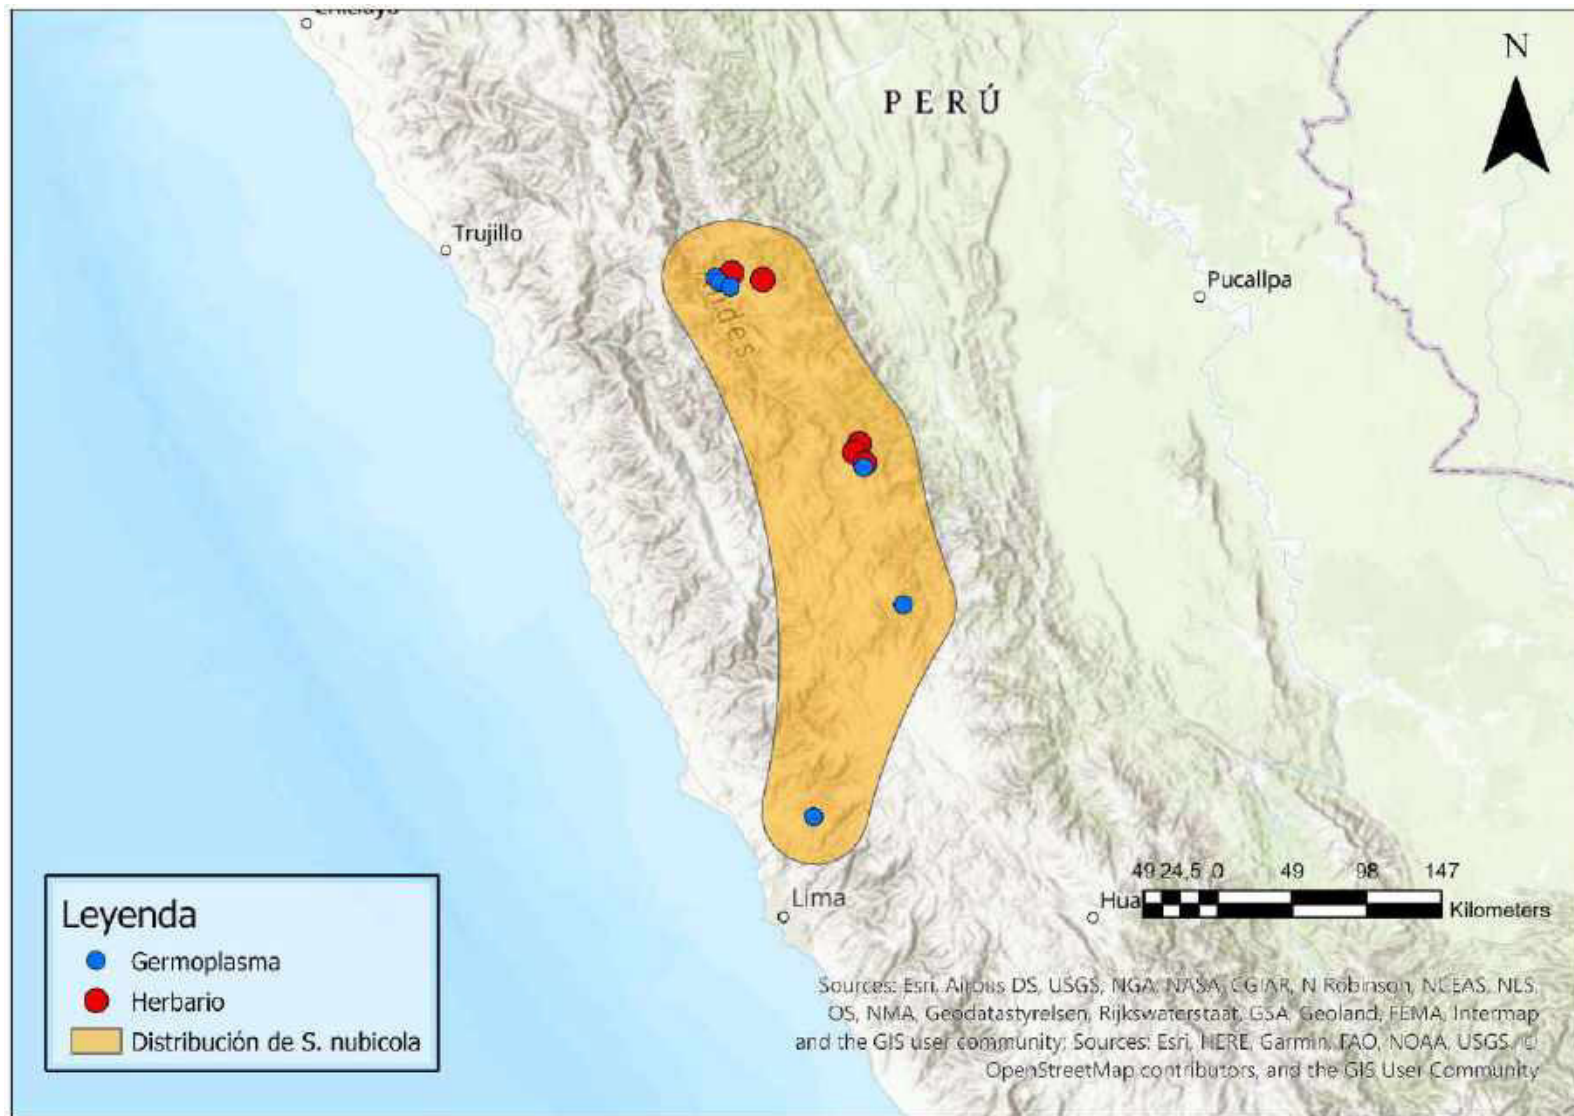 N
PERÚ
Trujillo
Pucallpa
Lima
Hua
49 24,5 0 49 98 147
Kilometers
Leyenda
Germoplasma
Herbario
Distribución de S. nubicola
Sources: Esri, Airbus DS, USGS, NGA, NASA, CGIAR, N Robinson, NCEAS, NLS,
OS, NMA, Geodatastyrelsen, Rijkswaterstaat, GSA, Geoland, FEMA, Intermap
and the GIS user community; Sources: Esri, HERE, Garmin, FAO, NOAA, USGS, ©
OpenStreetMap contributors, and the GIS User Community